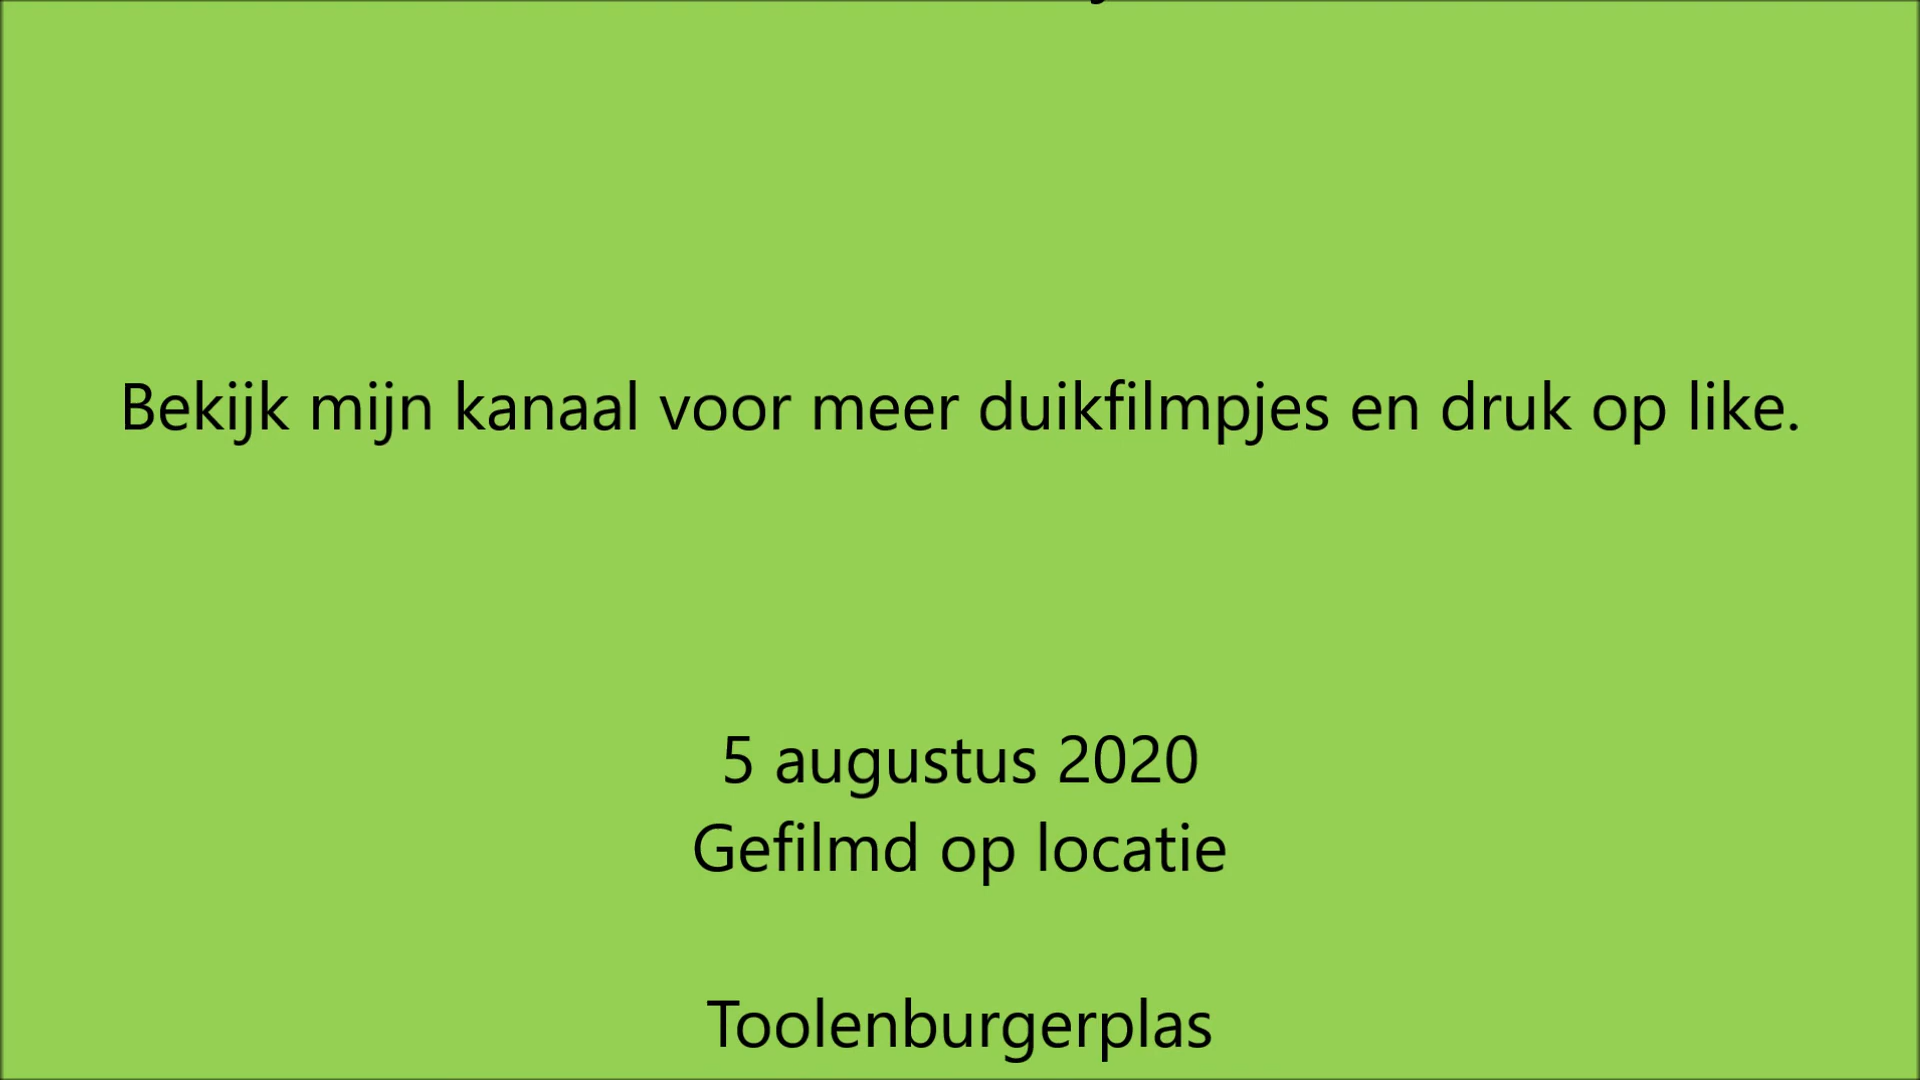 Bekijk mijn kanaal voor meer duikfilmpjes en druk op like.
5 augustus 2020
Gefilmd op locatie
Toolenburgerplas